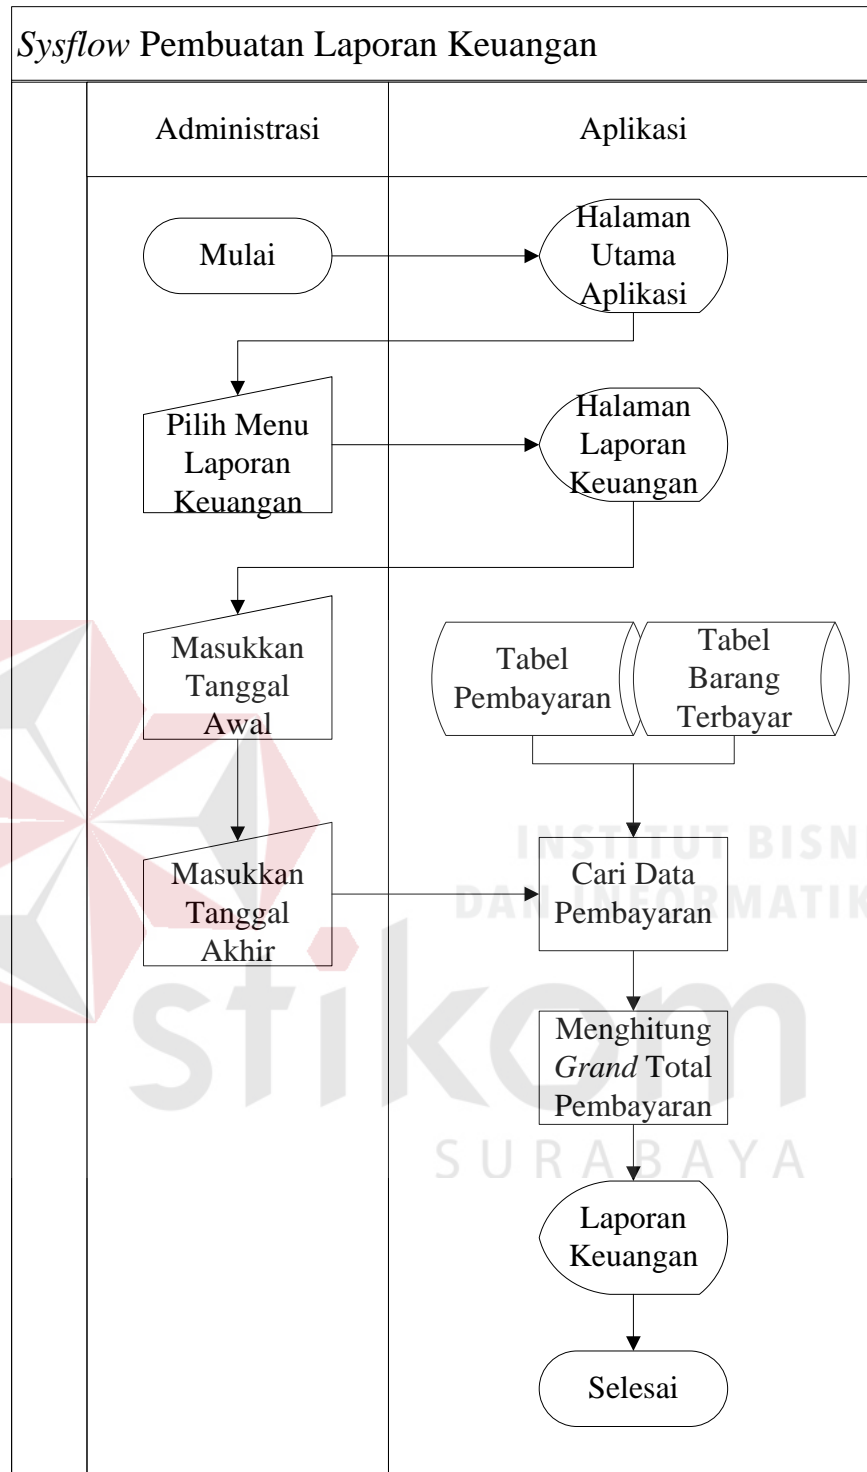 Sysflow Pembuatan Laporan Keuangan
Administrasi
Aplikasi
Mulai
Halaman
Utama
Aplikasi
Pilih Menu
Laporan
Keuangan
Halaman
Laporan
Keuangan
Masukkan
Tanggal
Awal
Tabel
Pembayaran
Tabel
Barang
Terbayar
Masukkan
Tanggal
Akhir
Cari Data
Pembayaran
Menghitung
Grand Total
Pembayaran
Laporan
Keuangan
Selesai
INSTITUT BISNI
DAN INFORMATIK
stikom
SURABAYA